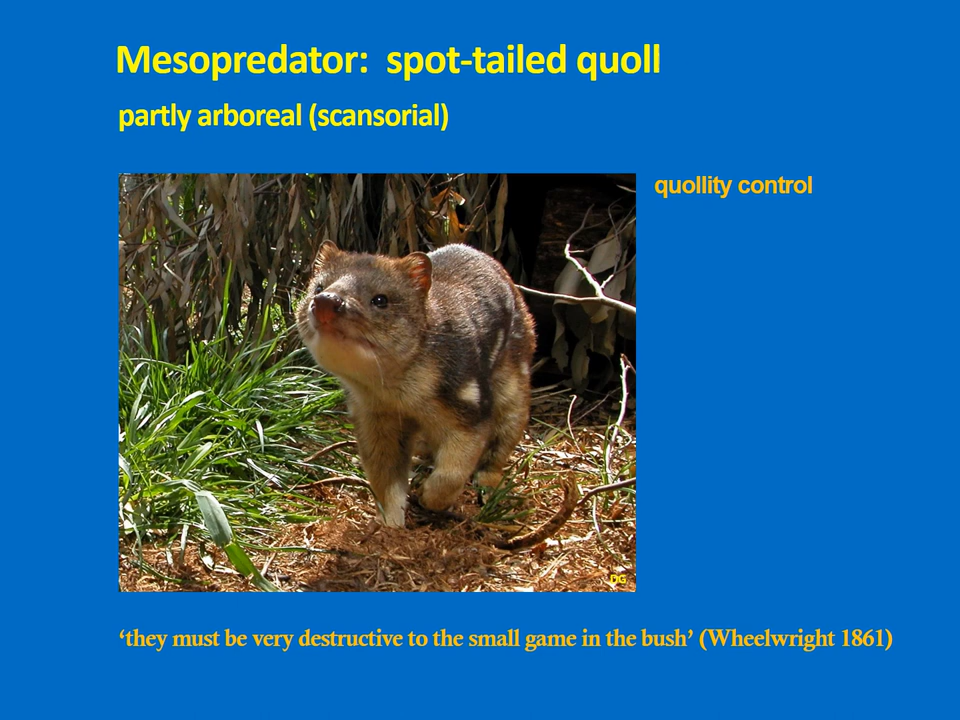 Mesopredator:  spot-tailed quoll
partly arboreal (scansorial)
quollity control
DG
‘they must be very destructive to the small game in the bush’ (Wheelwright 1861)